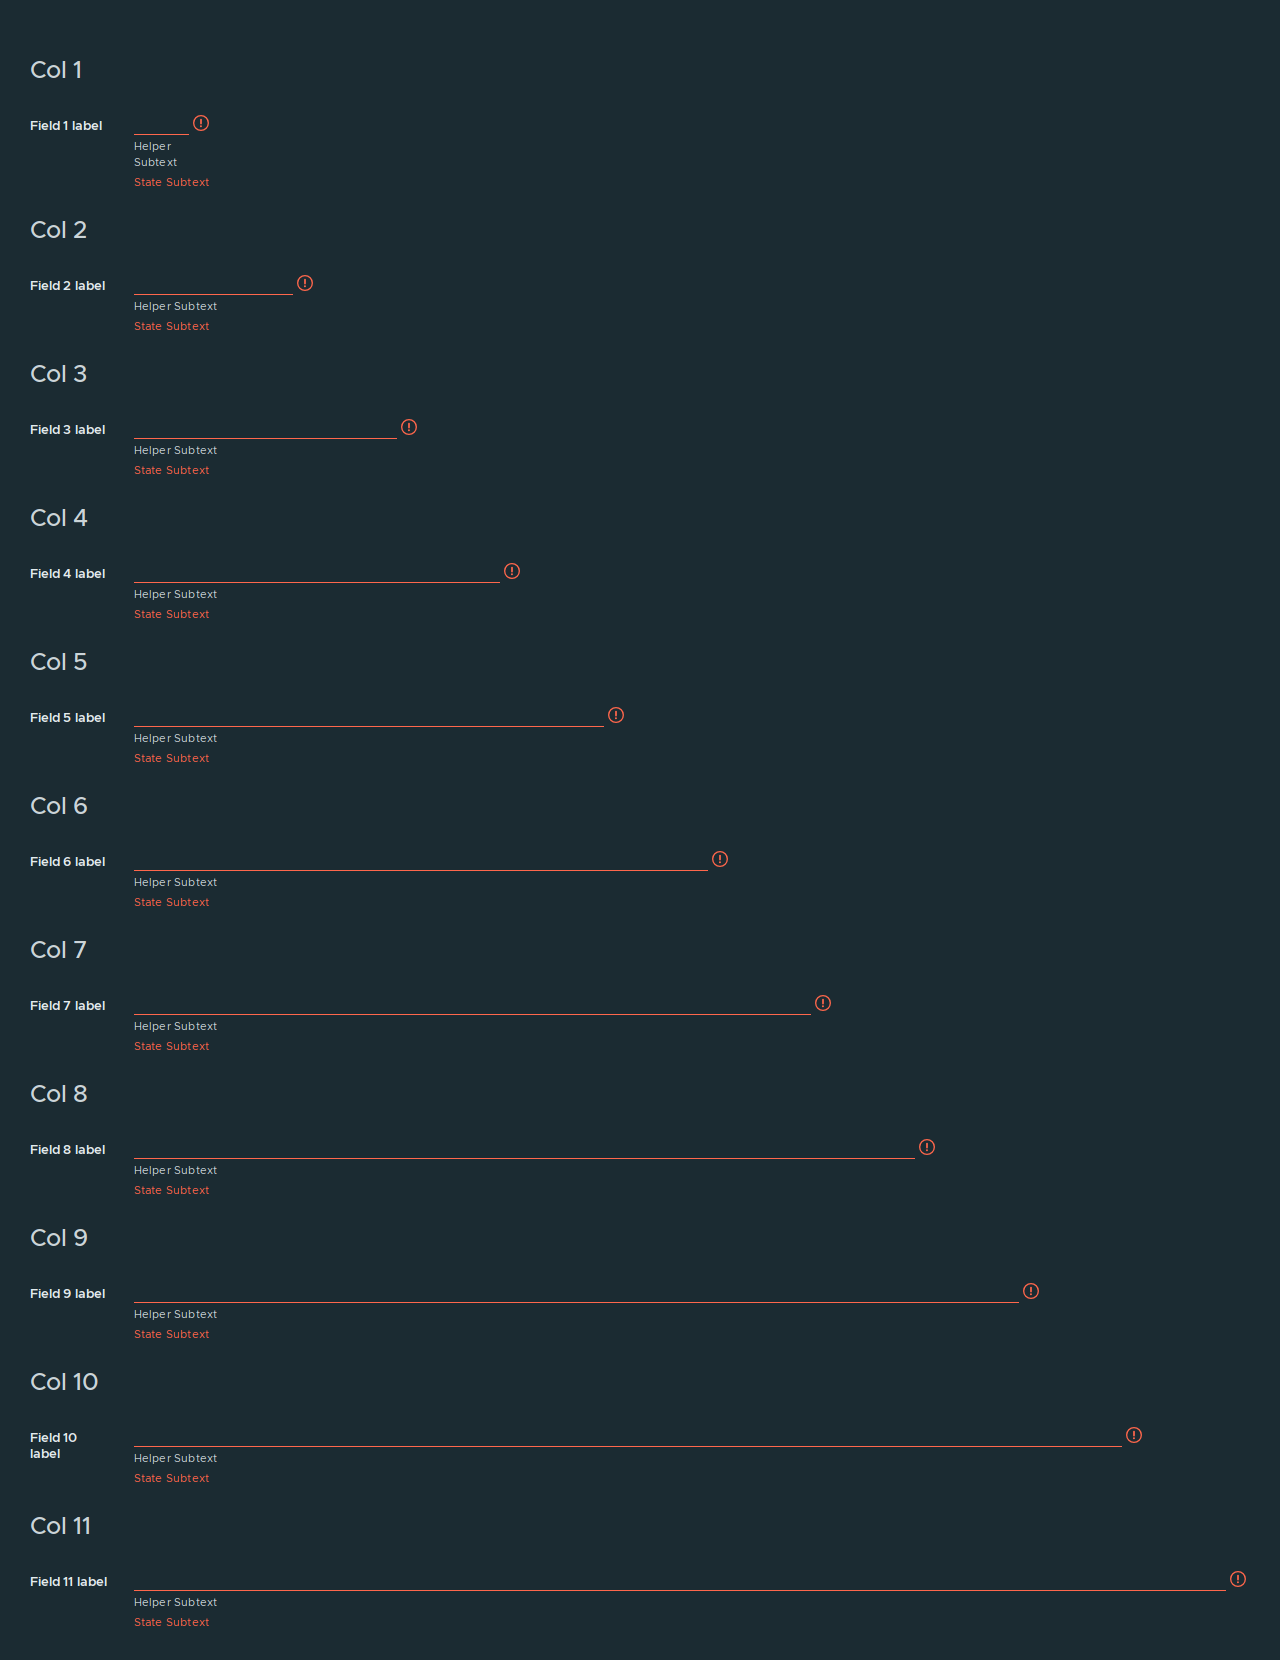 Col 1
Field 1 label
Helper
Subtext
State Subtext
Col 2
Field 2 label
Helper Subtext
State Subtext
Col 3
Field 3 label
Helper Subtext
State Subtext
Col 4
Field 4 label
Helper Subtext
State Subtext
Col 5
Field 5 label
Helper Subtext
State Subtext
Col 6
Field 6 label
Helper Subtext
State Subtext
Col 7
Field 7 label
Helper Subtext
State Subtext
Col 8
Field 8 label
Helper Subtext
State Subtext
Col 9
Field 9 label
Helper Subtext
State Subtext
Col 10
Field 10
label
Helper Subtext
State Subtext
Col 11
Field 11 label
Helper Subtext
State Subtext